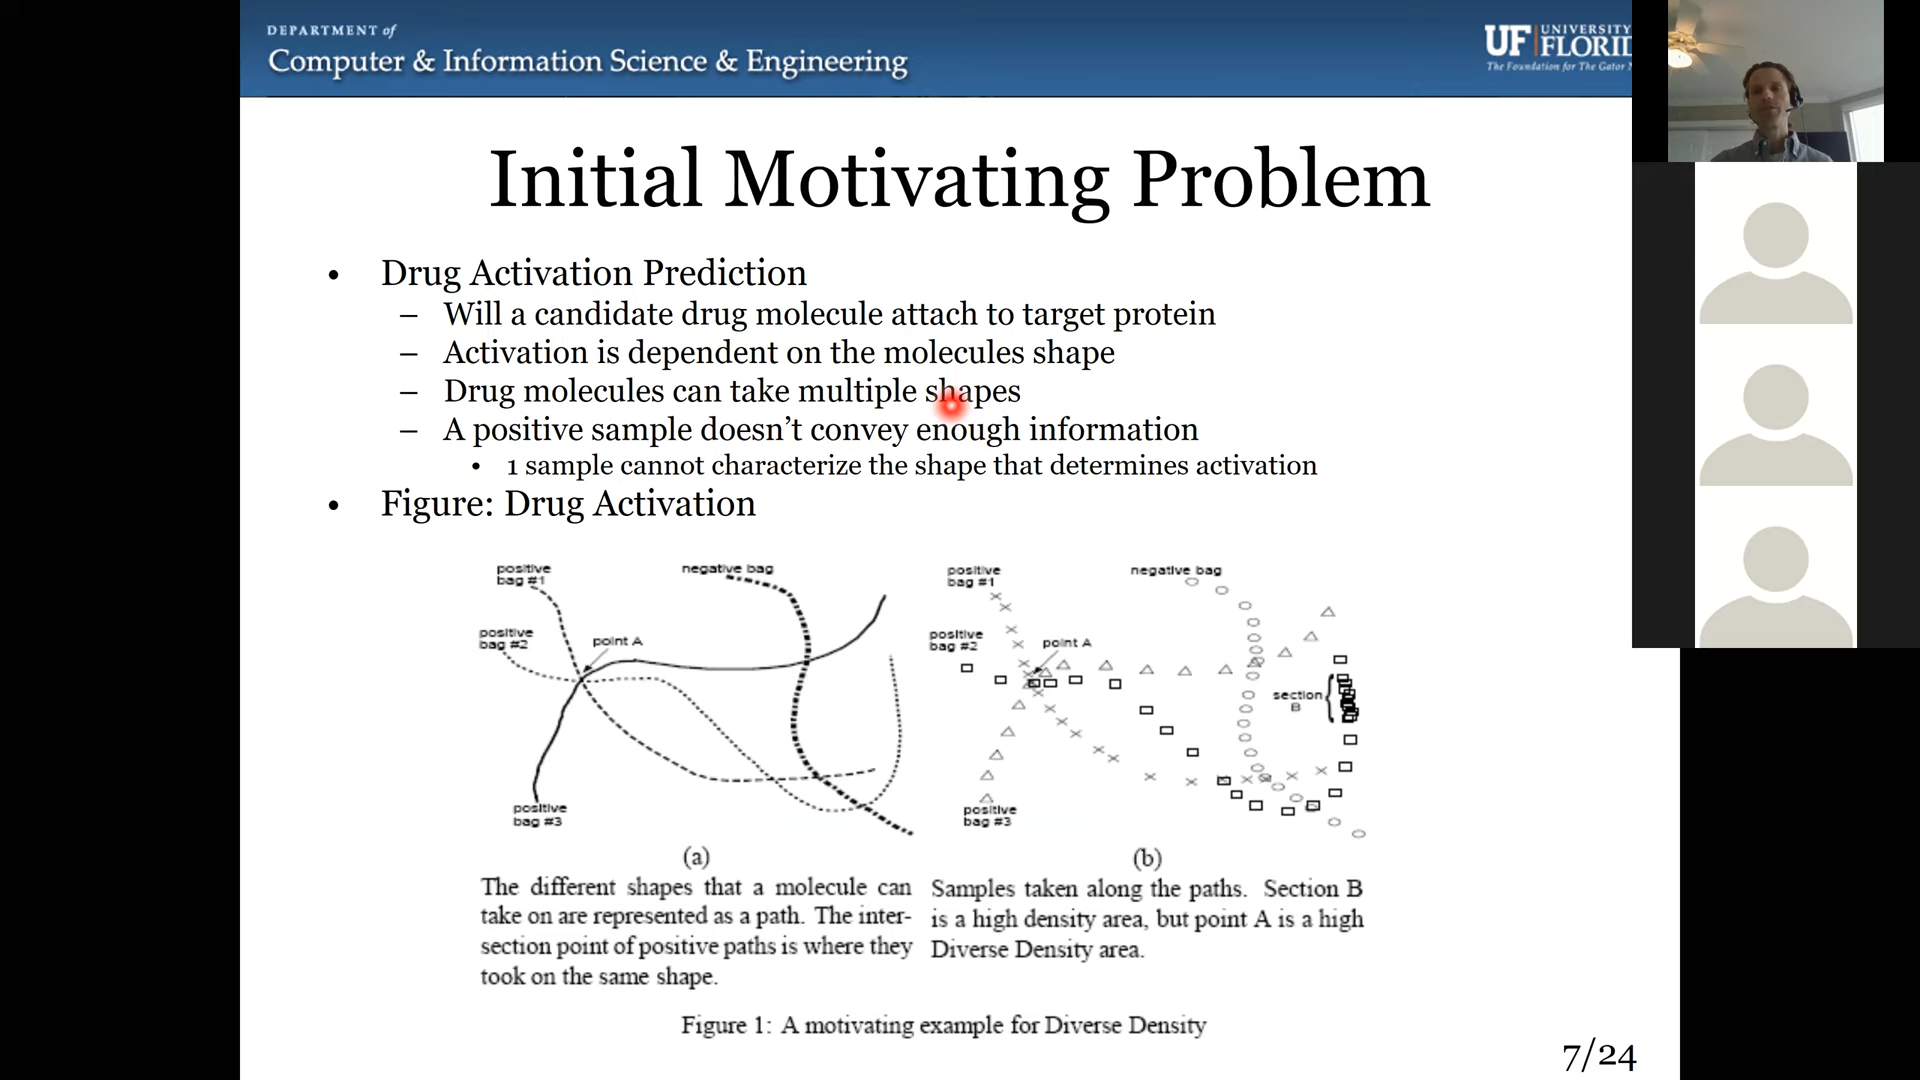 DEPARTMENT of
Computer & Information Science & Engineering
UF UNIVERSITY
FLORI
The Foundation for The Gator
Initial Motivating Problem
• Drug Activation Prediction
– Will a candidate drug molecule attach to target protein
– Activation is dependent on the molecules shape
– Drug molecules can take multiple shapes
– A positive sample doesn't convey enough information
• 1 sample cannot characterize the shape that determines activation
• Figure: Drug Activation
positive
bag #1
negative bag
positive
bag #2
point A
positive
bag #3
(a)
The different shapes that a molecule can
take on are represented as a path. The inter-
section point of positive paths is where they
took on the same shape.
positive
bag #1
negative bag
positive
bag #2
point A
section
B
positive
bag #3
(b)
Samples taken along the paths. Section B
is a high density area, but point A is a high
Diverse Density area.
Figure 1: A motivating example for Diverse Density
7/24